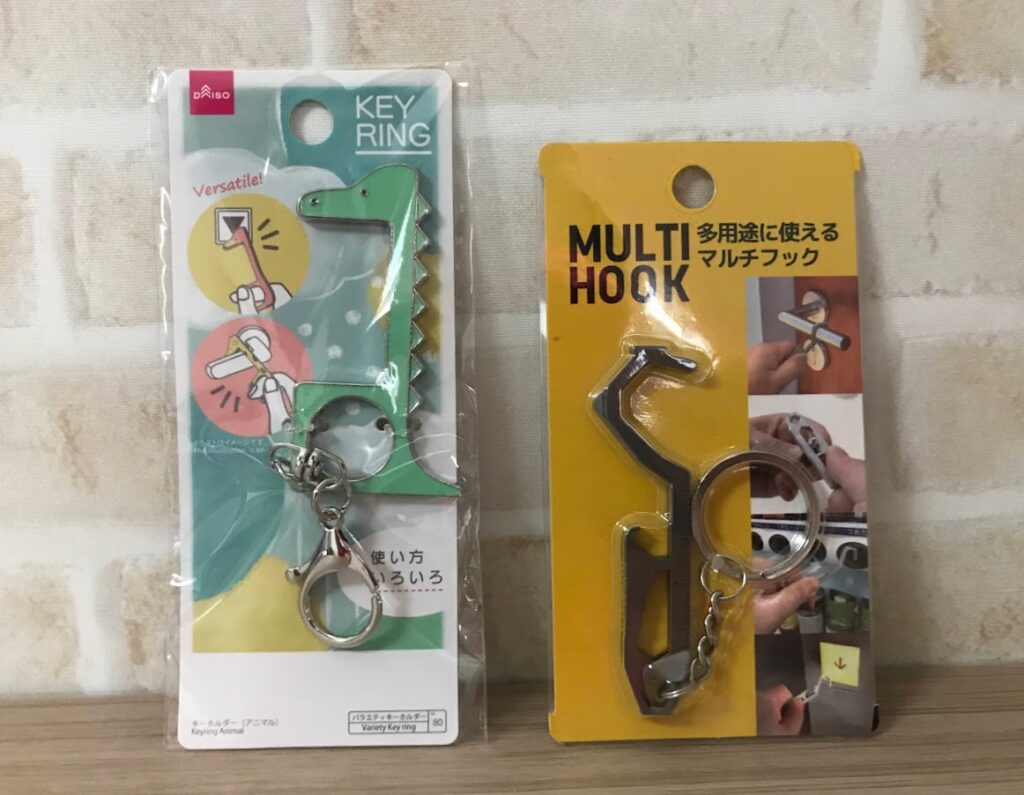 DAISO
KEY
RING
Versatile!
使い方
いろいろ
キーホルダー（アニマル）
Keyring Animal
バラエティキーホルダー
Variety Key ring
80
MULTI
HOOK
多用途に使える
マルチフック